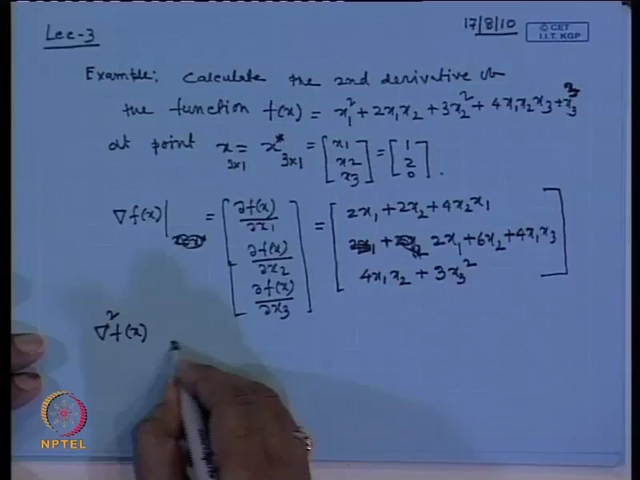 Lec-3
17/8/10
© CET
I.I.T. KGP
Example: Calculate the 2nd derivative of
the function f(x) = x₁² + 2x₁x₂ + 3x₂² + 4x₁x₂x₃ + x₃³
at point x 3x1 = x* 3x1 = [x₁ x₂ x₃] = [1 2 0].
∇f(x)| = [∂f(x)/∂x₁ ∂f(x)/∂x₂ ∂f(x)/∂x₃] = [2x₁ + 2x₂ + 4x₂x₁
2x₁ + 6x₂ + 4x₁x₃
4x₁x₂ + 3x₃²]
∇²f(x)
NPTEL